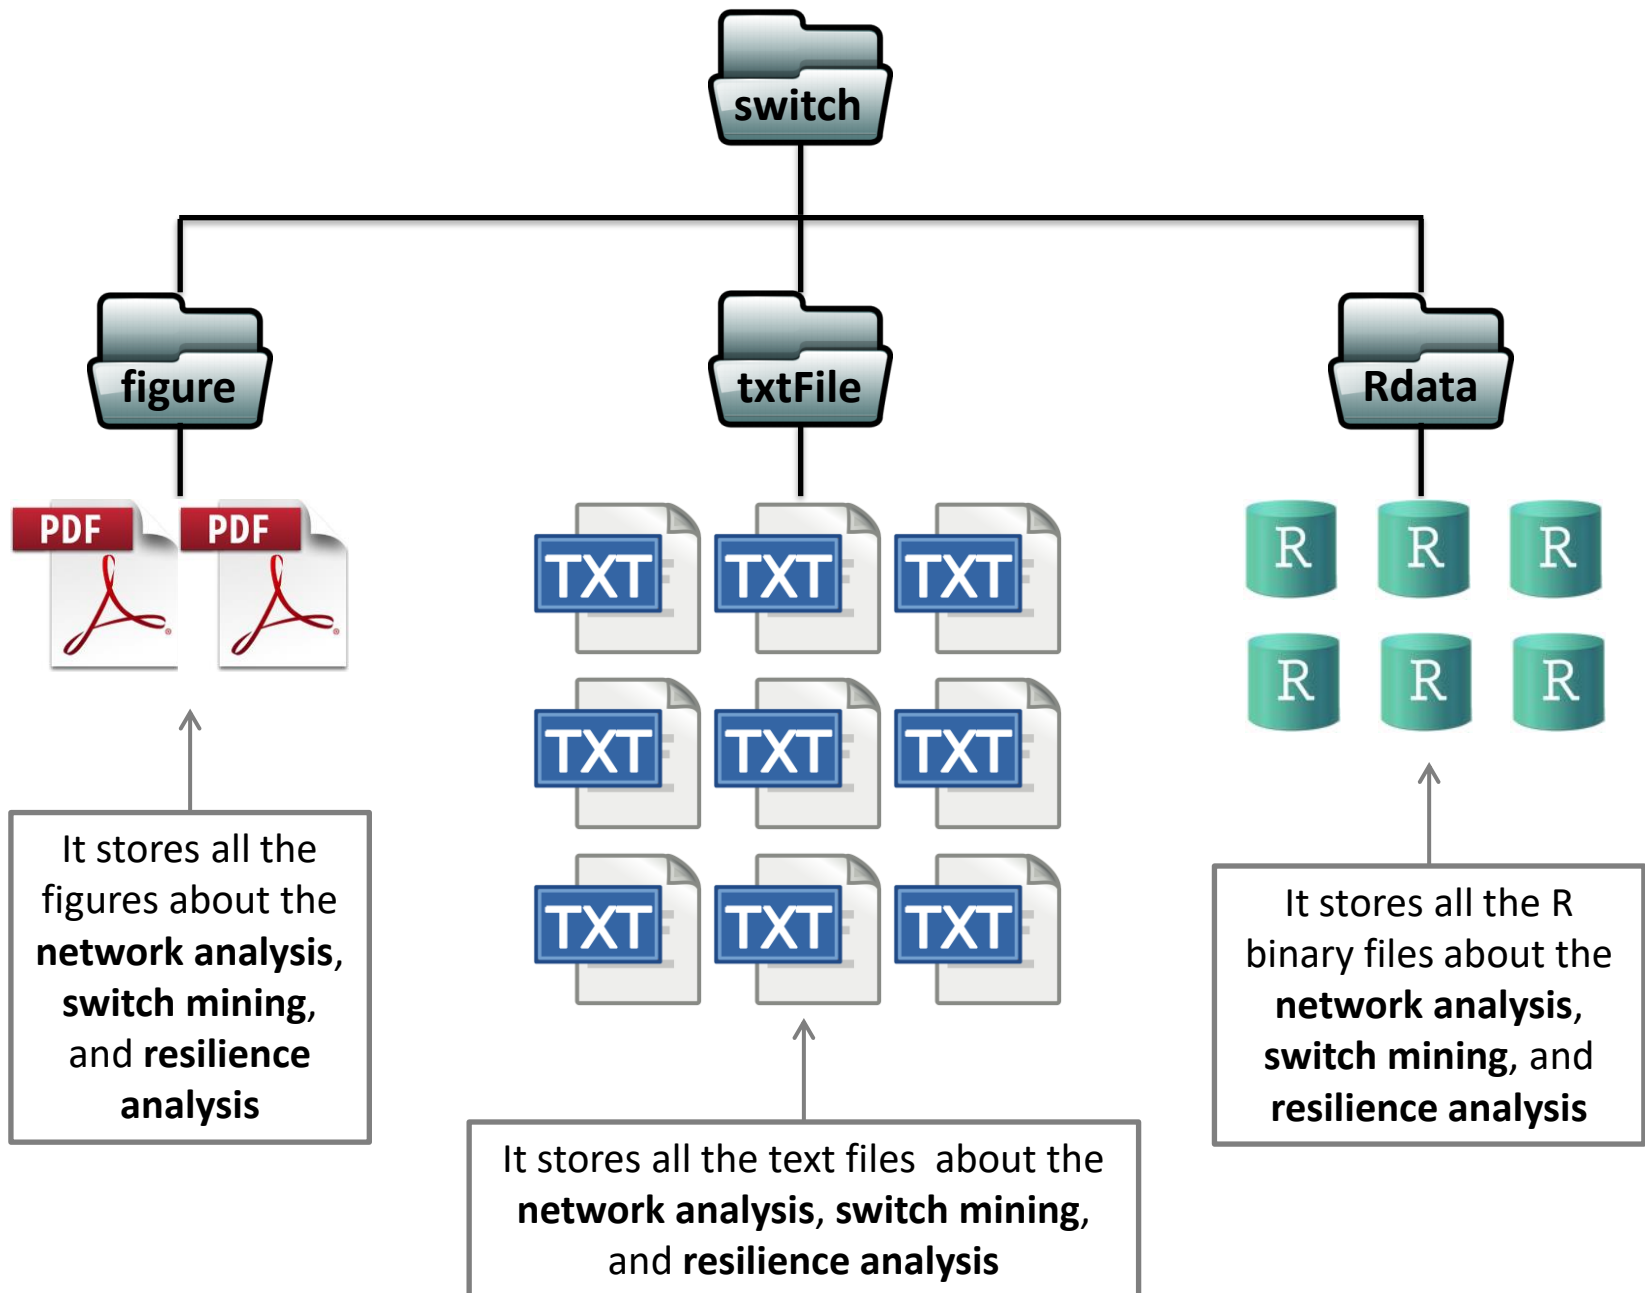 switch
figure
txtFile
Rdata
PDF PDF
TXT TXT TXT
TXT TXT TXT
TXT TXT TXT
R R R
R R R
It stores all the
figures about the
network analysis,
switch mining,
and resilience
analysis
It stores all the text files  about the
network analysis, switch mining,
and resilience analysis
It stores all the R
binary files about the
network analysis,
switch mining, and
resilience analysis